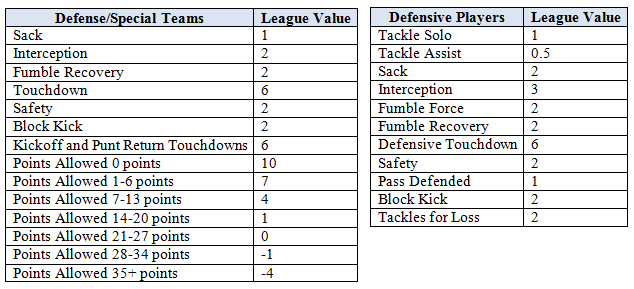 Defense/Special Teams League Value
Sack 1
Interception 2
Fumble Recovery 2
Touchdown 6
Safety 2
Block Kick 2
Kickoff and Punt Return Touchdowns 6
Points Allowed 0 points 10
Points Allowed 1-6 points 7
Points Allowed 7-13 points 4
Points Allowed 14-20 points 1
Points Allowed 21-27 points 0
Points Allowed 28-34 points -1
Points Allowed 35+ points -4
Defensive Players League Value
Tackle Solo 1
Tackle Assist 0.5
Sack 2
Interception 3
Fumble Force 2
Fumble Recovery 2
Defensive Touchdown 6
Safety 2
Pass Defended 1
Block Kick 2
Tackles for Loss 2